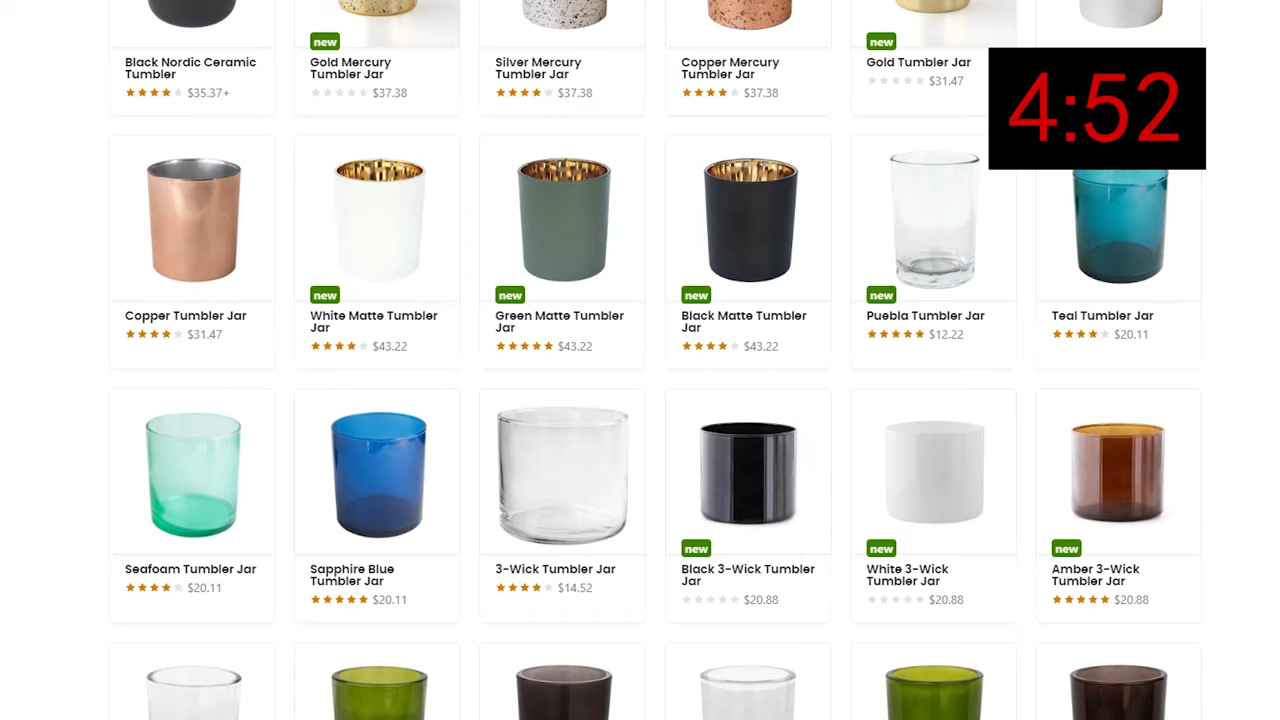 new
new
Black Nordic Ceramic
Tumbler
$35.37+
Gold Mercury
Tumbler Jar
$37.38
Silver Mercury
Tumbler Jar
$37.38
Copper Mercury
Tumbler Jar
$37.38
Gold Tumbler Jar
$31.47
4:52
new
new
new
new
Copper Tumbler Jar
$31.47
White Matte Tumbler
Jar
$43.22
Green Matte Tumbler
Jar
$43.22
Black Matte Tumbler
Jar
$43.22
Puebla Tumbler Jar
$12.22
Teal Tumbler Jar
$20.11
new
new
new
Seafoam Tumbler Jar
$20.11
Sapphire Blue
Tumbler Jar
$20.11
3-Wick Tumbler Jar
$14.52
Black 3-Wick Tumbler
Jar
$20.88
White 3-Wick
Tumbler Jar
$20.88
Amber 3-Wick
Tumbler Jar
$20.88